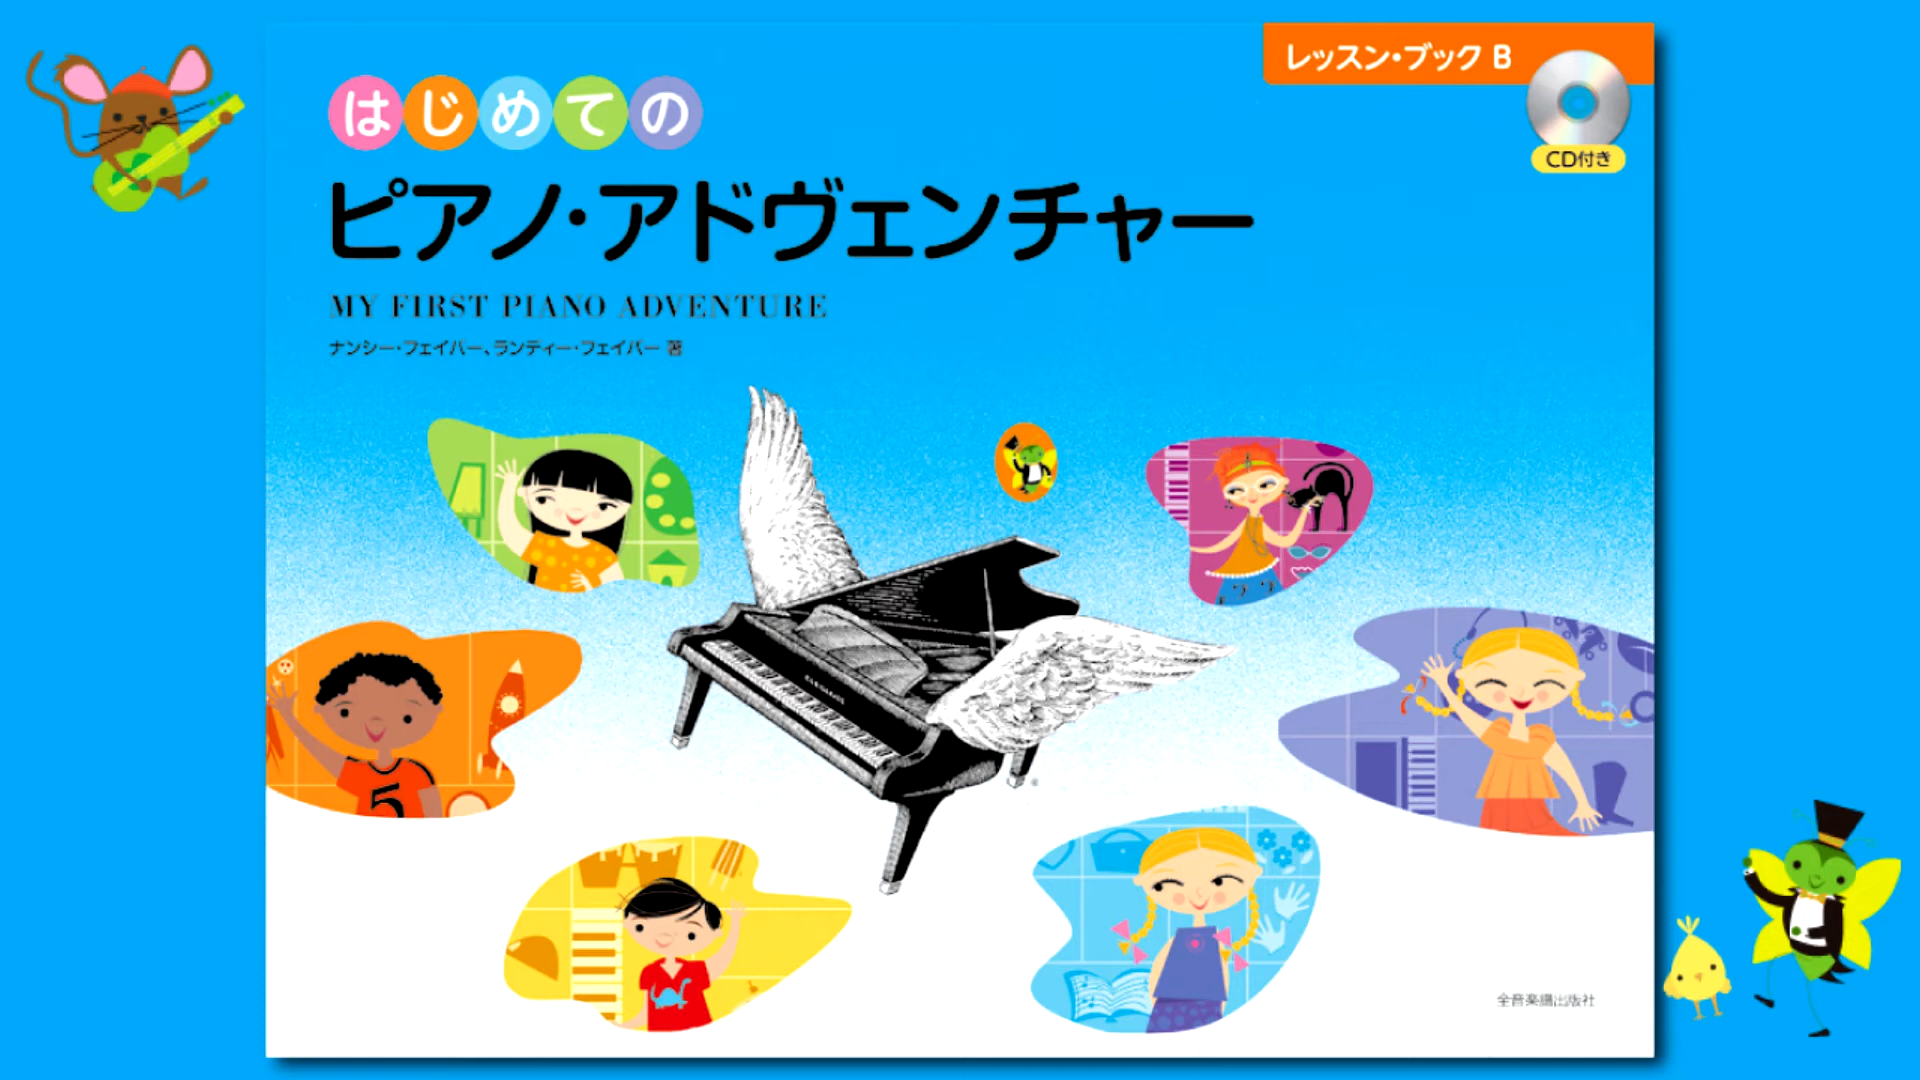 レッスン・ブック B
CD付き
はじめての
ピアノ・アドヴェンチャー
MY FIRST PIANO ADVENTURE
ナンシー・フェイバー、ランディー・フェイバー 著
5
全音楽譜出版社